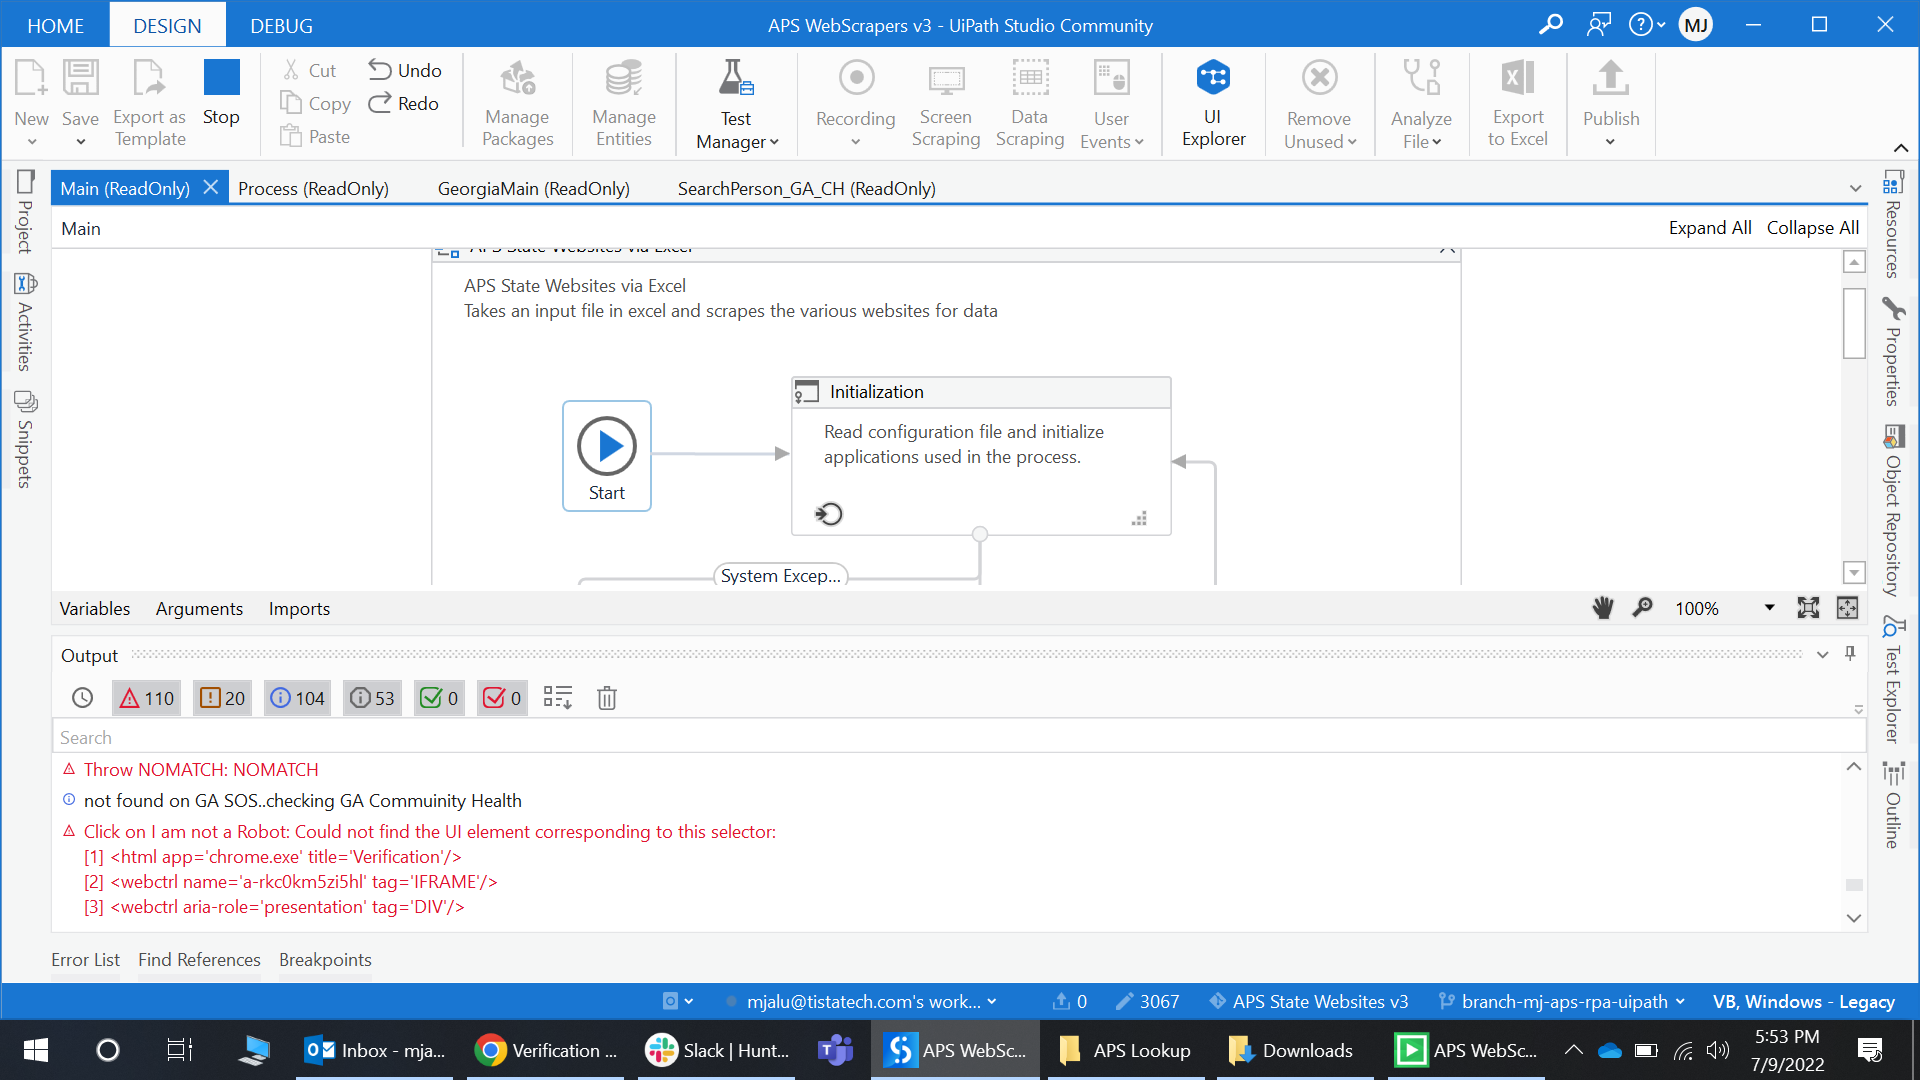 HOME DESIGN DEBUG APS WebScrapers v3 - UiPath Studio Community MJ
New Save Export as Template Stop Cut Copy Paste Undo Redo Manage Packages Manage Entities Test Manager Recording Screen Scraping Data Scraping User Events UI Explorer Remove Unused Analyze File Export to Excel Publish
Main (ReadOnly) Process (ReadOnly) GeorgiaMain (ReadOnly) SearchPerson_GA_CH (ReadOnly)
Main Expand All Collapse All
Project
Activities
Snippets
Resources
Properties
Object Repository
Test Explorer
Outline
APS State Websites via Excel
APS State Websites via Excel
Takes an input file in excel and scrapes the various websites for data
Start
Initialization
Read configuration file and initialize
applications used in the process.
System Excep...
Variables Arguments Imports 100%
Output
110 20 104 53 0 0
Search
Throw NOMATCH: NOMATCH
not found on GA SOS..checking GA Commuinity Health
Click on I am not a Robot: Could not find the UI element corresponding to this selector:
[1] <html app='chrome.exe' title='Verification'/>
[2] <webctrl name='a-rkc0km5zi5hl' tag='IFRAME'/>
[3] <webctrl aria-role='presentation' tag='DIV'/>
Error List Find References Breakpoints
mjalu@tistatech.com's work... 0 3067 APS State Websites v3 branch-mj-aps-rpa-uipath VB, Windows - Legacy
Inbox - mja... Verification ... Slack | Hunt... APS WebSc... APS Lookup Downloads APS WebSc... 5:53 PM
7/9/2022